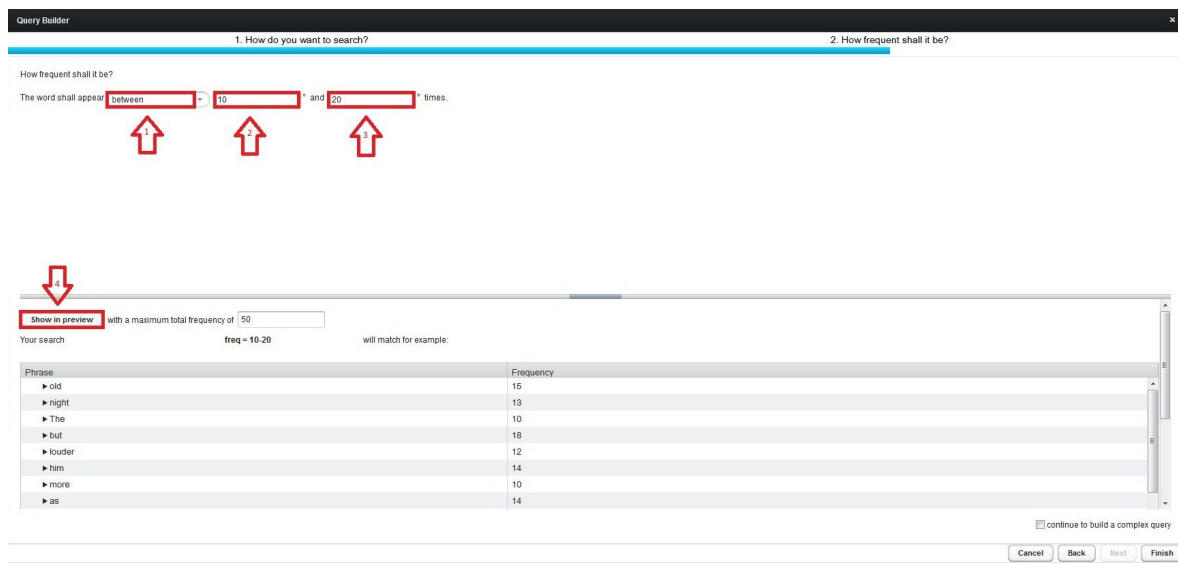 Query Builder ×
1. How do you want to search? 2. How frequent shall it be?
How frequent shall it be?
The word shall appear between 10 * and 20 * times.
1 2 3
4
Show in preview with a maximum total frequency of 50
Your search freq = 10-20 will match for example:
Phrase Frequency
old 15
night 13
The 10
but 18
louder 12
him 14
more 10
as 14
continue to build a complex query
Cancel Back Next Finish